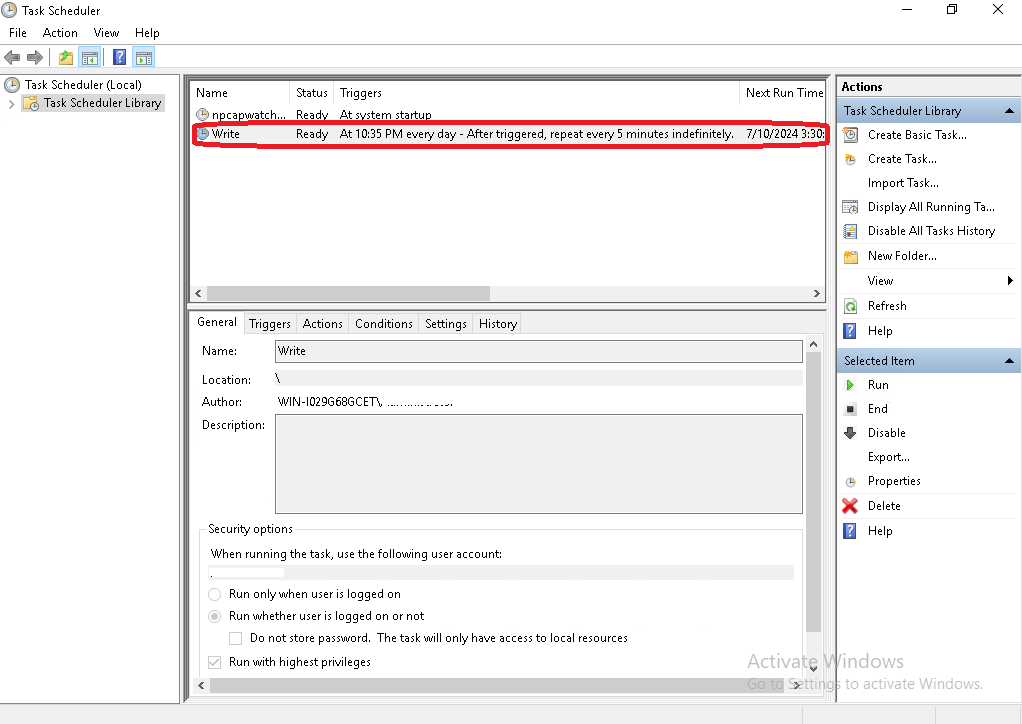 Task Scheduler
File Action View Help
Task Scheduler (Local)
Task Scheduler Library
Name Status Triggers Next Run Time
npcapwatch... Ready At system startup
Write Ready At 10:35 PM every day - After triggered, repeat every 5 minutes indefinitely. 7/10/2024 3:30:
General Triggers Actions Conditions Settings History
Name: Write
Location: \
Author: WIN-I029G68GCET\
Description:
Security options
When running the task, use the following user account:
Run only when user is logged on
Run whether user is logged on or not
Do not store password. The task will only have access to local resources
Run with highest privileges
Actions
Task Scheduler Library
Create Basic Task...
Create Task...
Import Task...
Display All Running Ta...
Disable All Tasks History
New Folder...
View
Refresh
Help
Selected Item
Run
End
Disable
Export...
Properties
Delete
Help
Activate Windows
Go to Settings to activate Windows.